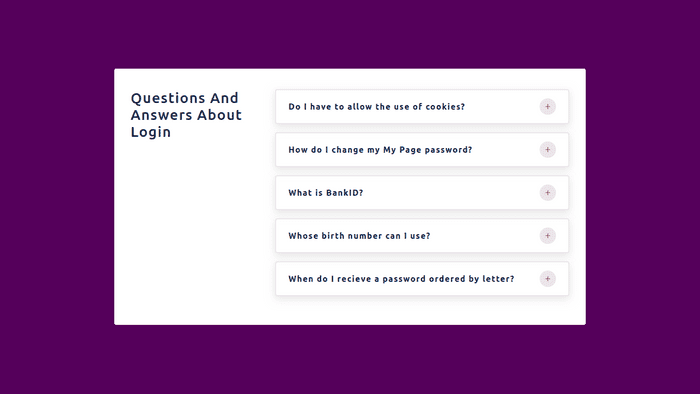 Questions And
Answers About
Login
Do I have to allow the use of cookies?
+
How do I change my My Page password?
+
What is BankID?
+
Whose birth number can I use?
+
When do I recieve a password ordered by letter?
+